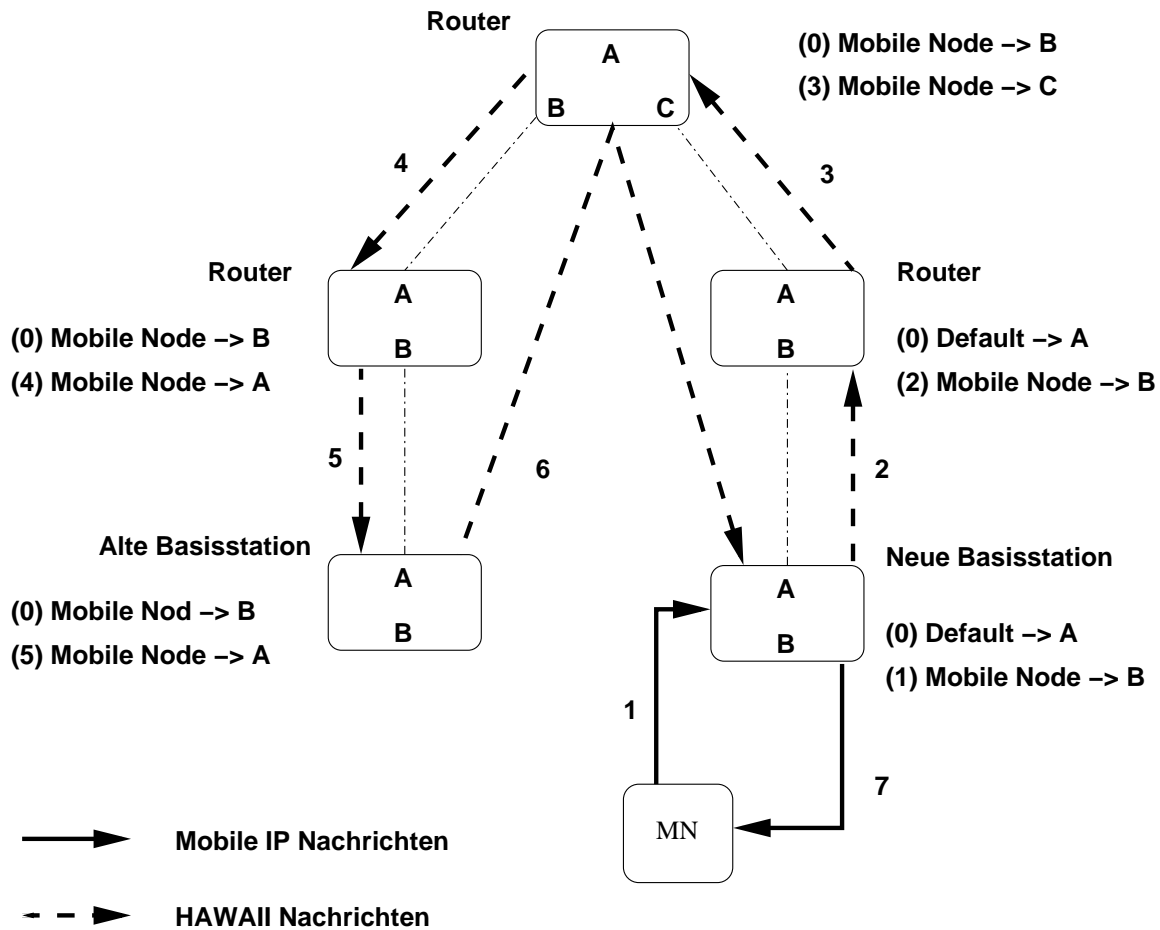 Router
A
B C
(0) Mobile Node –> B
(3) Mobile Node –> C
4
3
Router
A
B
(0) Mobile Node –> B
(4) Mobile Node –> A
Router
A
B
(0) Default –> A
(2) Mobile Node –> B
5
6
2
Alte Basisstation
A
B
(0) Mobile Nod –> B
(5) Mobile Node –> A
Neue Basisstation
A
B
(0) Default –> A
(1) Mobile Node –> B
1
7
MN
Mobile IP Nachrichten
HAWAII Nachrichten